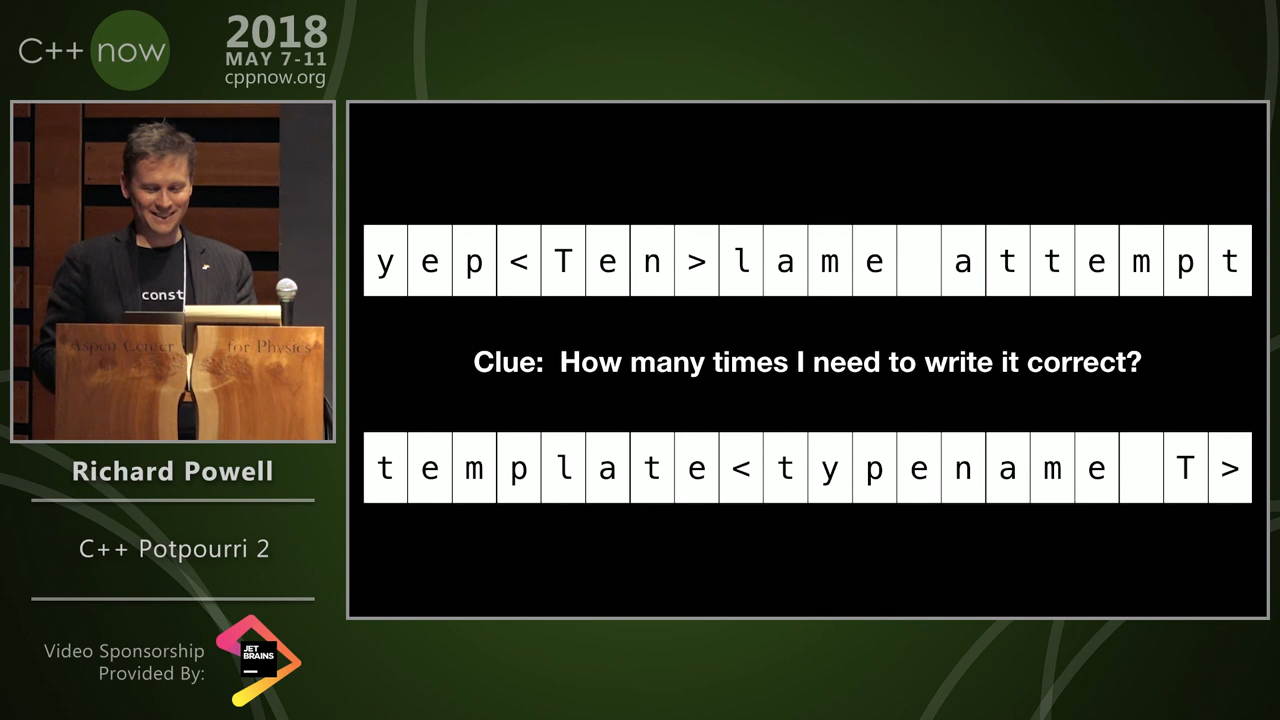 C++ now
2018
MAY 7-11
cppnow.org
const
Aspen Center for Physics
Richard Powell
C++ Potpourri 2
Video Sponsorship
Provided By:
JET
BRAINS
yep<Ten>lame attempt
Clue: How many times I need to write it correct?
template<typename T>